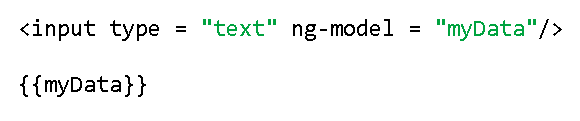 <input type = "text" ng-model = "myData"/>
{{myData}}